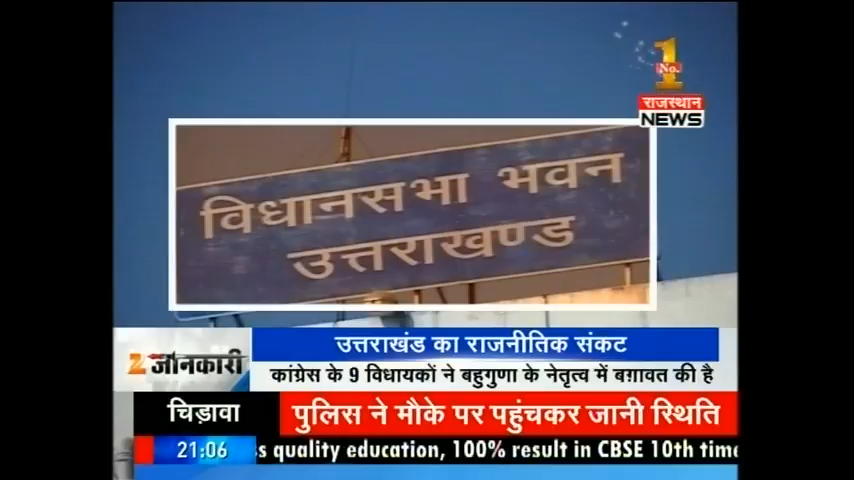 1
No.
राजस्थान
NEWS
विधानसभा भवन
उत्तराखण्ड
उत्तराखंड का राजनीतिक संकट
जानकारी
कांग्रेस के 9 विधायकों ने बहुगुणा के नेतृत्व में बग़ावत की है
चिड़ावा
पुलिस ने मौके पर पहुंचकर जानी स्थिति
21:06
s quality education, 100% result in CBSE 10th time